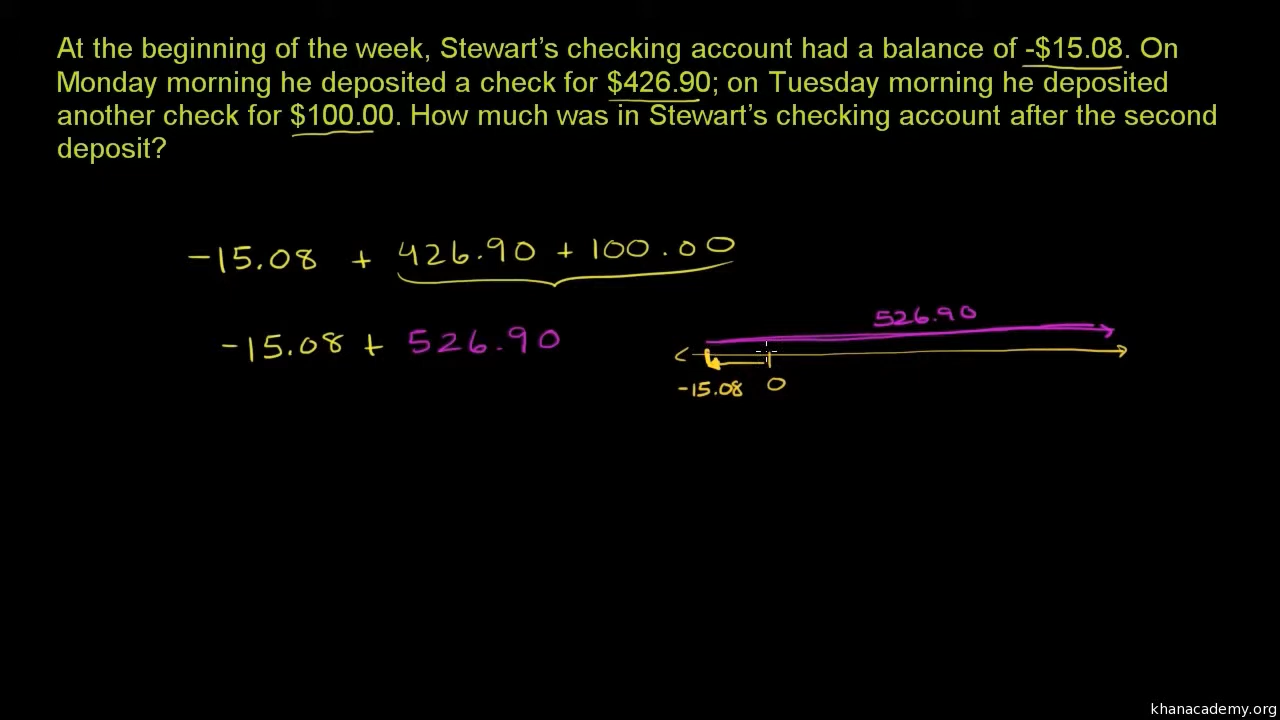 At the beginning of the week, Stewart’s checking account had a balance of -$15.08. On
Monday morning he deposited a check for $426.90; on Tuesday morning he deposited
another check for $100.00. How much was in Stewart’s checking account after the second
deposit?
-15.08 + 426.90 + 100.00
-15.08 + 526.90
526.90
-15.08 0
khanacademy.org